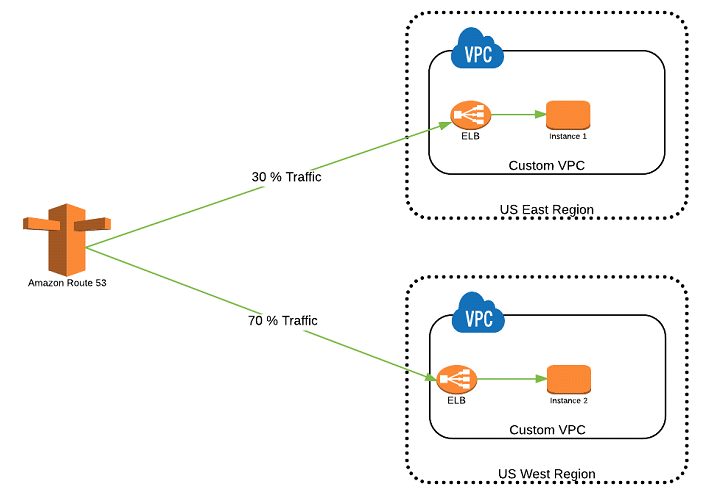 VPC
ELB
Instance 1
Custom VPC
US East Region
30 % Traffic
Amazon Route 53
70 % Traffic
VPC
ELB
Instance 2
Custom VPC
US West Region